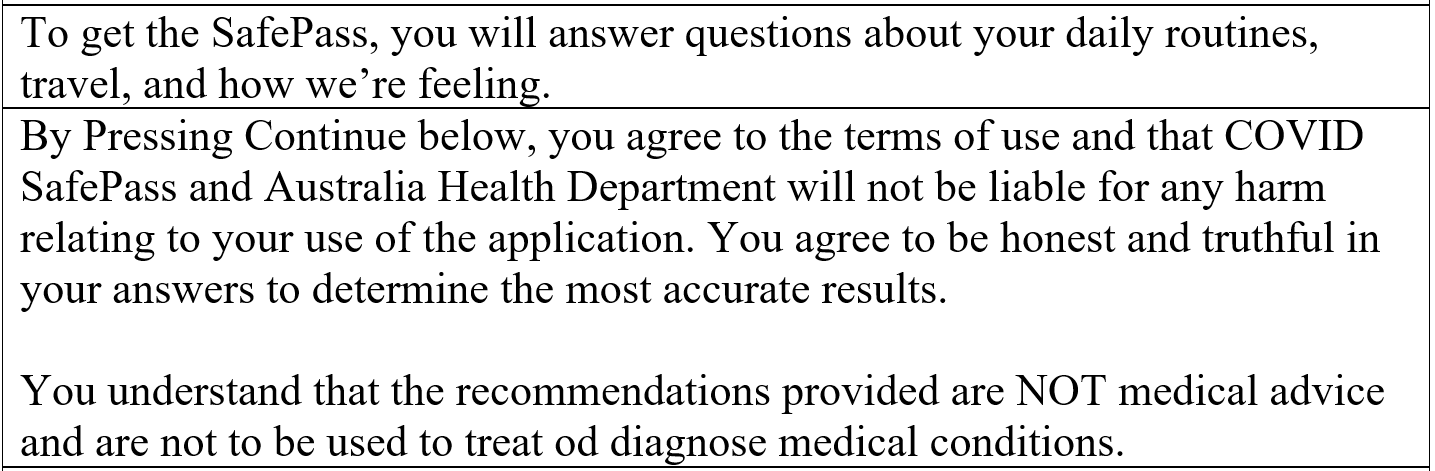 To get the SafePass, you will answer questions about your daily routines,
travel, and how we’re feeling.
By Pressing Continue below, you agree to the terms of use and that COVID
SafePass and Australia Health Department will not be liable for any harm
relating to your use of the application. You agree to be honest and truthful in
your answers to determine the most accurate results.
You understand that the recommendations provided are NOT medical advice
and are not to be used to treat od diagnose medical conditions.